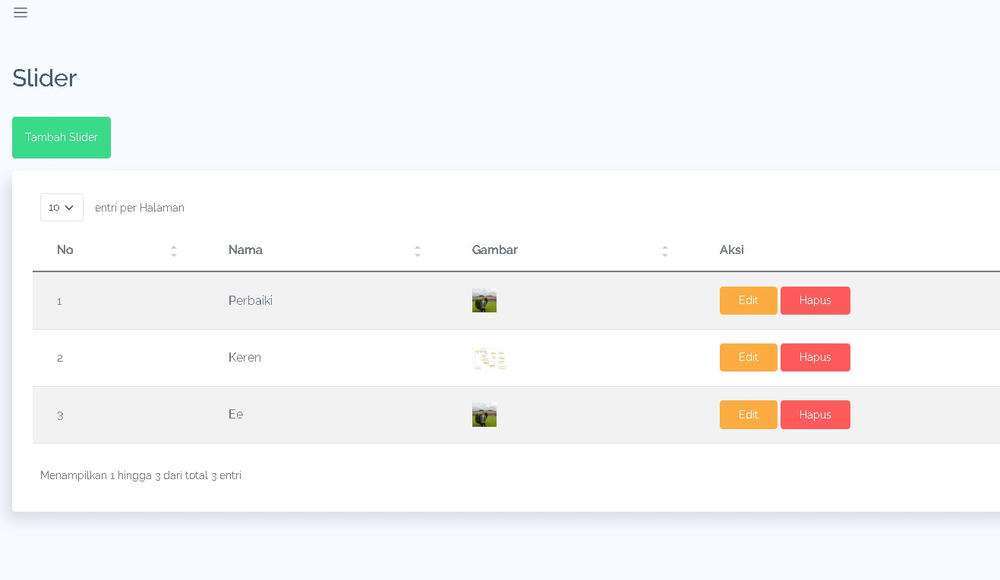 Slider
Tambah Slider
10 entri per Halaman
No Nama Gambar Aksi
1 Perbaiki Edit Hapus
2 Keren Edit Hapus
3 Ee Edit Hapus
Menampilkan 1 hingga 3 dari total 3 entri